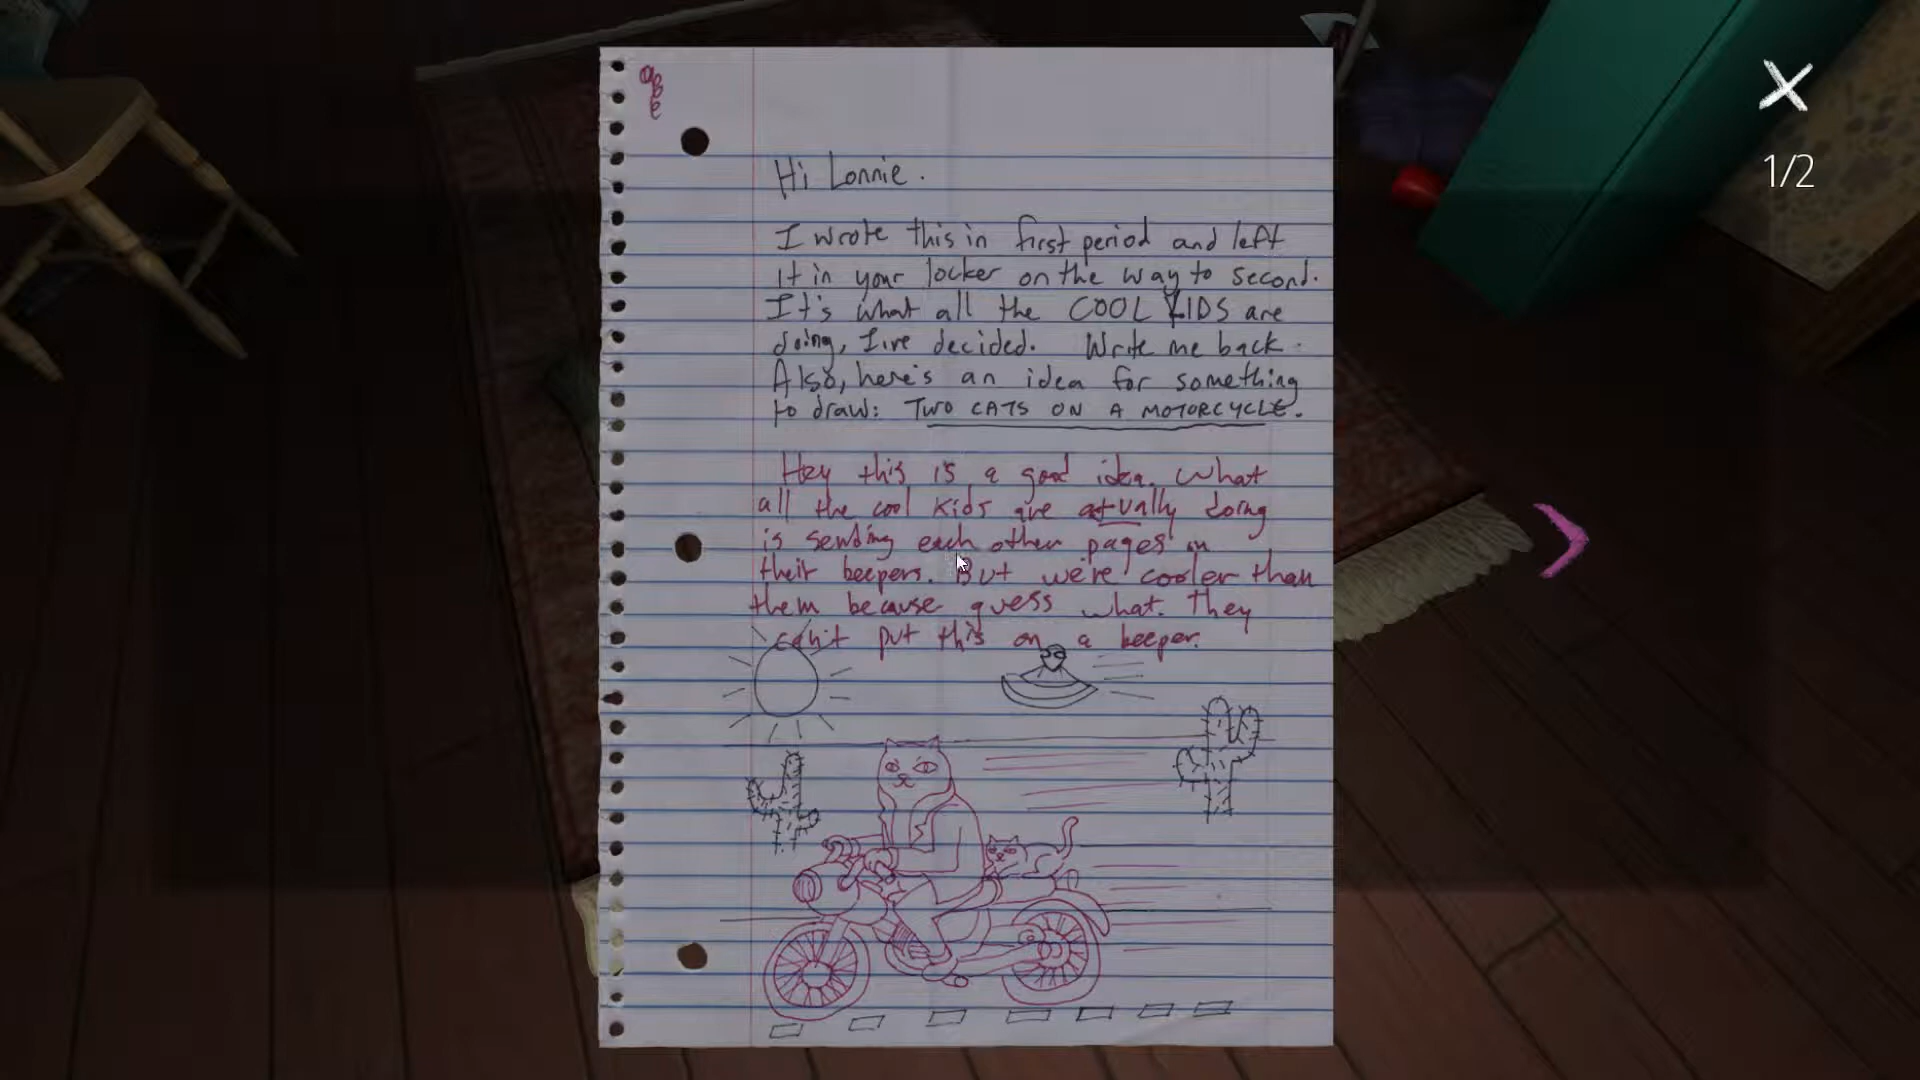 1/2
Hi Lonnie.
I wrote this in first period and left
it in your locker on the way to second.
It's what all the COOL KIDS are
doing, I've decided. Write me back.
Also, here's an idea for something
to draw: TWO CATS ON A MOTORCYCLE.
Hey this is a good idea. What
all the cool kids are actually doing
is sending each other pages on
their beepers. But we're cooler than
them because guess what. They
can't put this on a beeper.